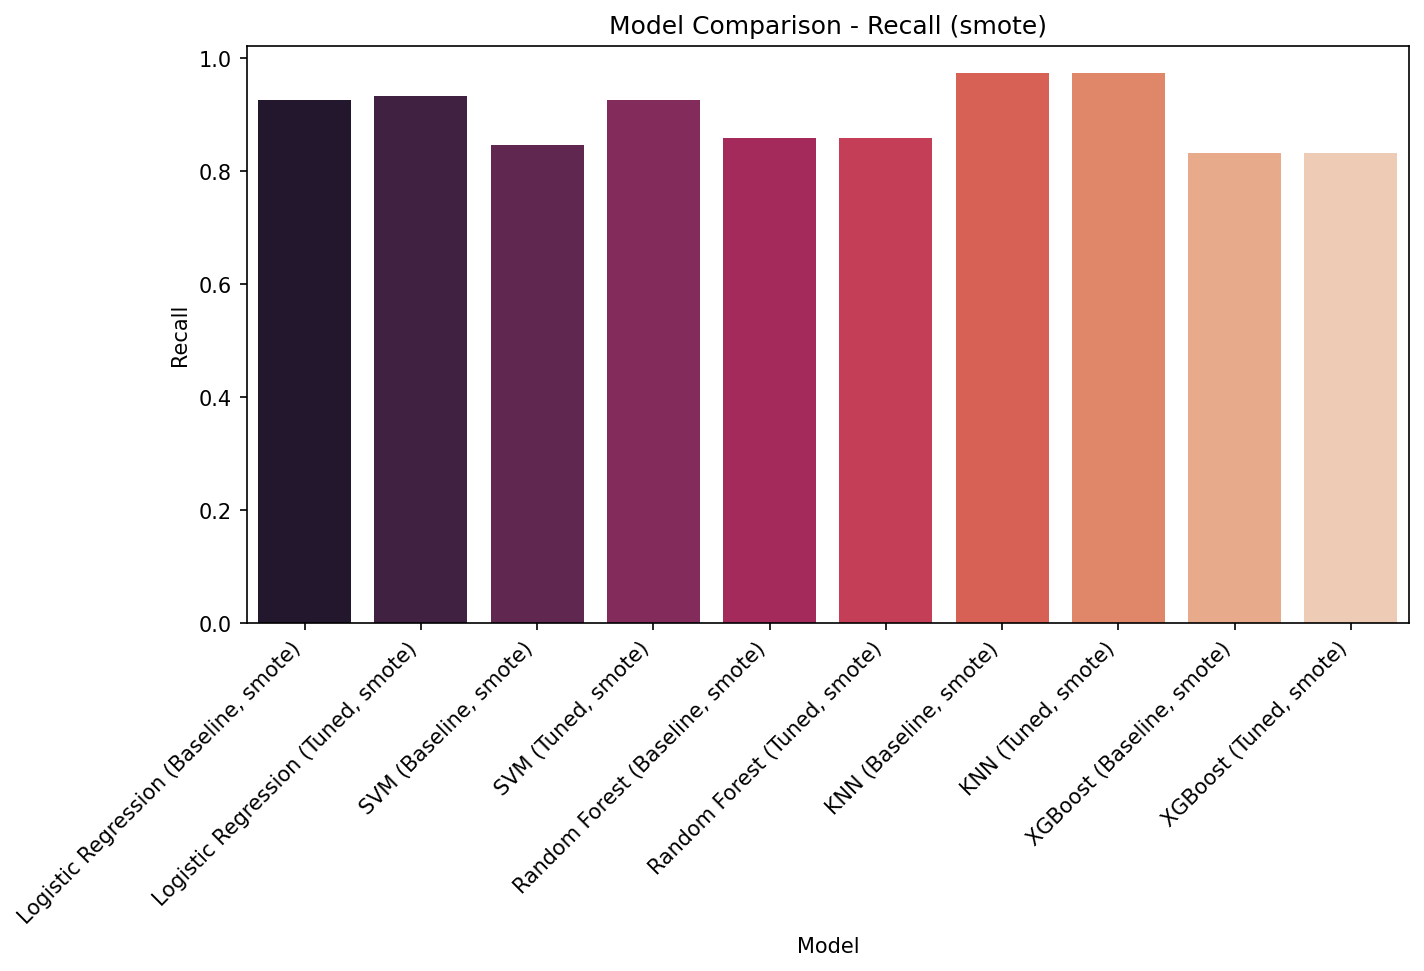 Model Comparison - Recall (smote)
1.0
0.8
0.6
0.4
0.2
0.0
Recall
Logistic Regression (Baseline, smote)
Logistic Regression (Tuned, smote)
SVM (Baseline, smote)
SVM (Tuned, smote)
Random Forest (Baseline, smote)
Random Forest (Tuned, smote)
KNN (Baseline, smote)
KNN (Tuned, smote)
XGBoost (Baseline, smote)
XGBoost (Tuned, smote)
Model